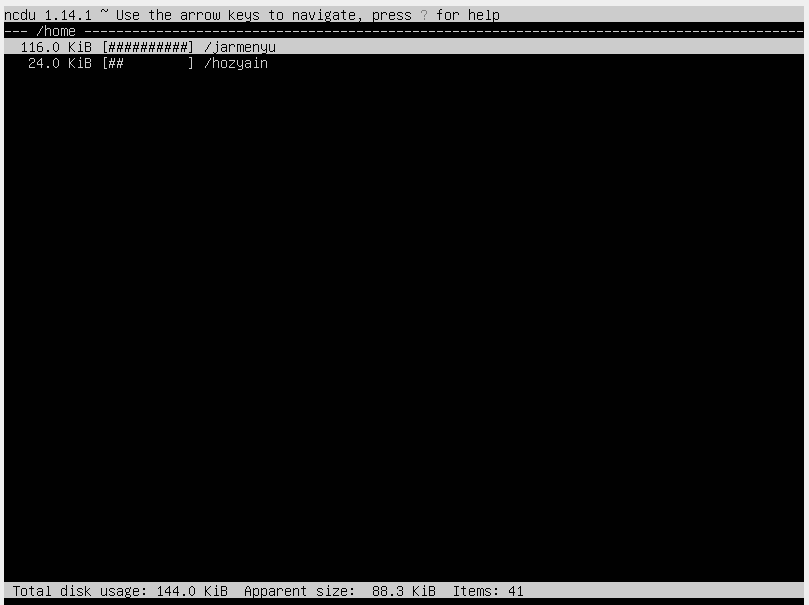 ncdu 1.14.1 ~ Use the arrow keys to navigate, press ? for help
--- /home ------------------------------------------------------------------------------------------
  116.0 KiB [##########] /jarmenyu
   24.0 KiB [##        ] /hozyain
 Total disk usage: 144.0 KiB  Apparent size:  88.3 KiB  Items: 41